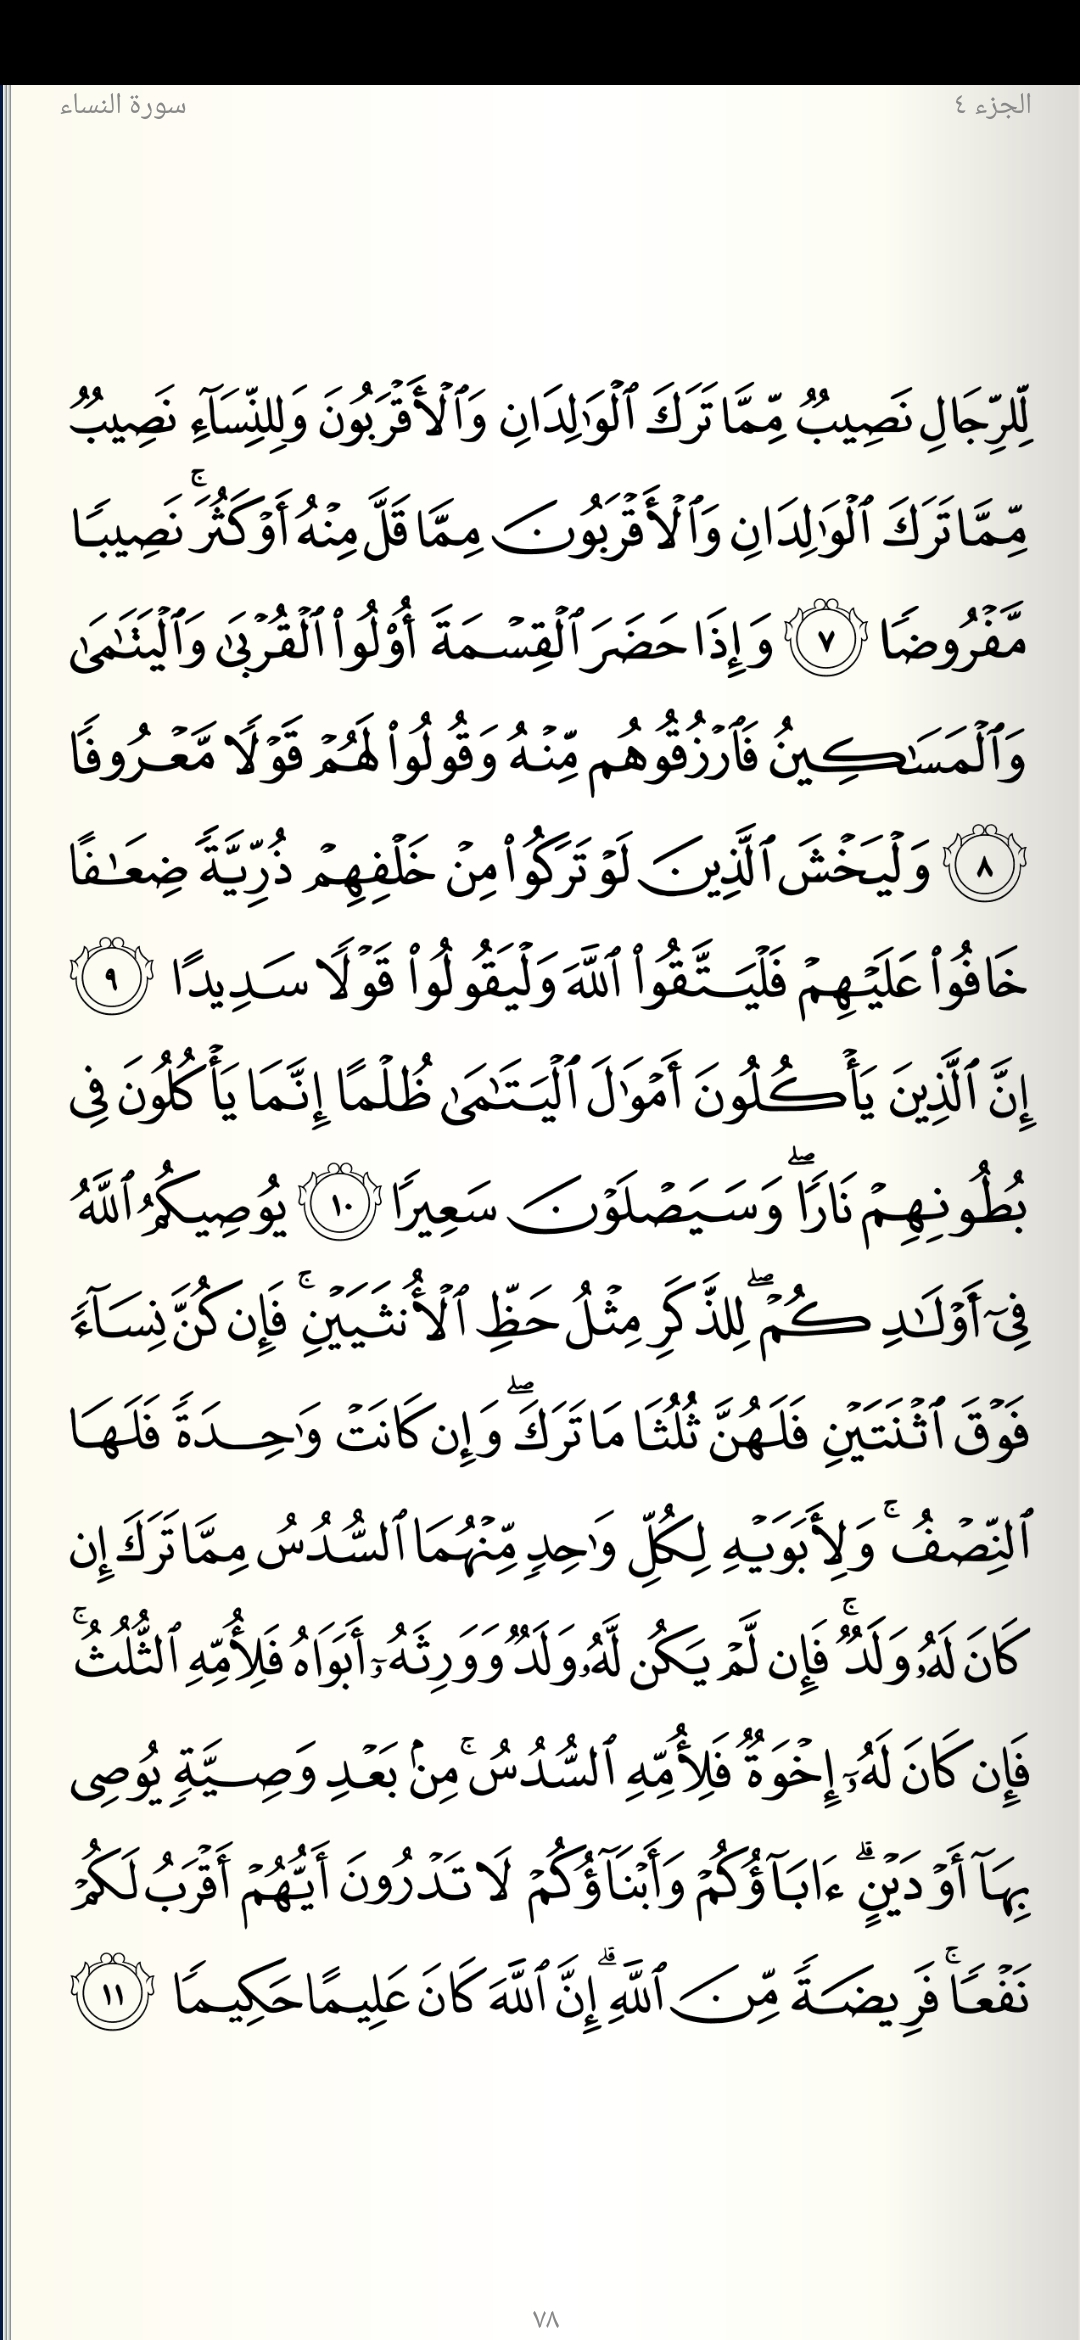 الجزء ٤
سورة النساء
لِّلرِّجَالِ نَصِيبٌ مِّمَّا تَرَكَ ٱلْوَٰلِدَانِ وَٱلْأَقْرَبُونَ وَلِلنِّسَآءِ نَصِيبٌ
مِّمَّا تَرَكَ ٱلْوَٰلِدَانِ وَٱلْأَقْرَبُونَ مِمَّا قَلَّ مِنْهُ أَوْ كَثُرَ ۚ نَصِيبًا
مَّفْرُوضًا ٧ وَإِذَا حَضَرَ ٱلْقِسْمَةَ أُو۟لُوا۟ ٱلْقُرْبَىٰ وَٱلْيَتَٰمَىٰ
وَٱلْمَسَٰكِينُ فَٱرْزُقُوهُم مِّنْهُ وَقُولُوا۟ لَهُمْ قَوْلًا مَّعْرُوفًا
٨ وَلْيَخْشَ ٱلَّذِينَ لَوْ تَرَكُوا۟ مِنْ خَلْفِهِمْ ذُرِّيَّةً ضِعَٰفًا
خَافُوا۟ عَلَيْهِمْ فَلْيَتَّقُوا۟ ٱللَّهَ وَلْيَقُولُوا۟ قَوْلًا سَدِيدًا ٩
إِنَّ ٱلَّذِينَ يَأْكُلُونَ أَمْوَٰلَ ٱلْيَتَٰمَىٰ ظُلْمًا إِنَّمَا يَأْكُلُونَ فِى
بُطُونِهِمْ نَارًا ۖ وَسَيَصْلَوْنَ سَعِيرًا ١٠ يُوصِيكُمُ ٱللَّهُ
فِىٓ أَوْلَٰدِكُمْ ۖ لِلذَّكَرِ مِثْلُ حَظِّ ٱلْأُنثَيَيْنِ ۚ فَإِن كُنَّ نِسَآءً
فَوْقَ ٱثْنَتَيْنِ فَلَهُنَّ ثُلُثَا مَا تَرَكَ ۖ وَإِن كَانَتْ وَٰحِدَةً فَلَهَا
ٱلنِّصْفُ ۚ وَلِأَبَوَيْهِ لِكُلِّ وَٰحِدٍ مِّنْهُمَا ٱلسُّدُسُ مِمَّا تَرَكَ إِن
كَانَ لَهُۥ وَلَدٌ ۚ فَإِن لَّمْ يَكُن لَّهُۥ وَلَدٌ وَوَرِثَهُۥٓ أَبَوَاهُ فَلِأُمِّهِ ٱلثُّلُثُ ۚ
فَإِن كَانَ لَهُۥٓ إِخْوَةٌ فَلِأُمِّهِ ٱلسُّدُسُ ۚ مِنۢ بَعْدِ وَصِيَّةٍ يُوصِى
بِهَآ أَوْ دَيْنٍ ۗ ءَابَآؤُكُمْ وَأَبْنَآؤُكُمْ لَا تَدْرُونَ أَيُّهُمْ أَقْرَبُ لَكُمْ
نَفْعًا ۚ فَرِيضَةً مِّنَ ٱللَّهِ ۗ إِنَّ ٱللَّهَ كَانَ عَلِيمًا حَكِيمًا ١١
٧٨